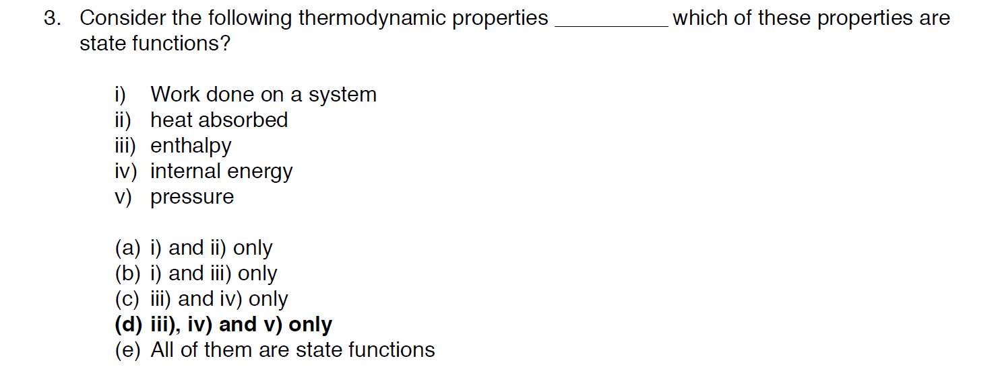 3. Consider the following thermodynamic properties __________ which of these properties are
state functions?
i) Work done on a system
ii) heat absorbed
iii) enthalpy
iv) internal energy
v) pressure
(a) i) and ii) only
(b) i) and iii) only
(c) iii) and iv) only
(d) iii), iv) and v) only
(e) All of them are state functions